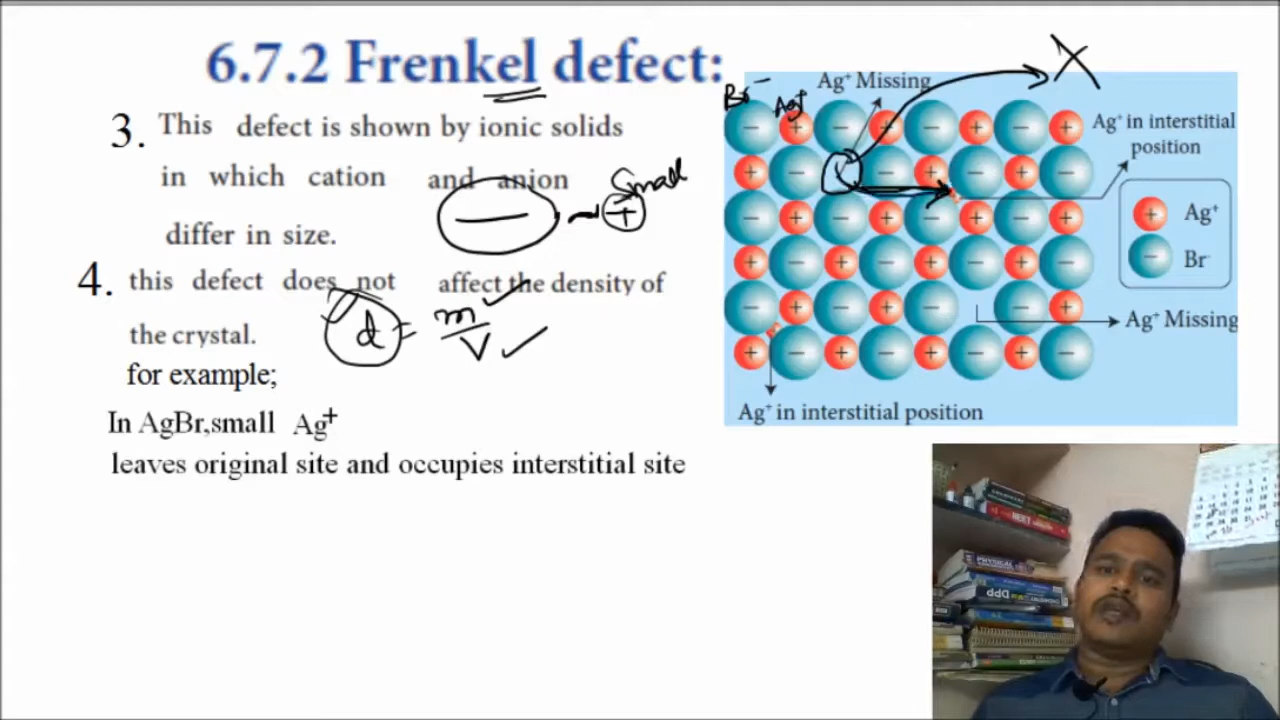 6.7.2 Frenkel defect:
3. This defect is shown by ionic solids
in which cation and anion
differ in size.
− ~ + Small
4. this defect does not affect the density of
the crystal.
d = m/V
for example;
In AgBr,small Ag⁺
leaves original site and occupies interstitial site
Br⁻ Ag⁺
Ag⁺ Missing
Ag⁺ in interstitial
position
+ Ag⁺
− Br⁻
Ag⁺ Missing
Ag⁺ in interstitial position
NEET
PHYSICAL
DPP